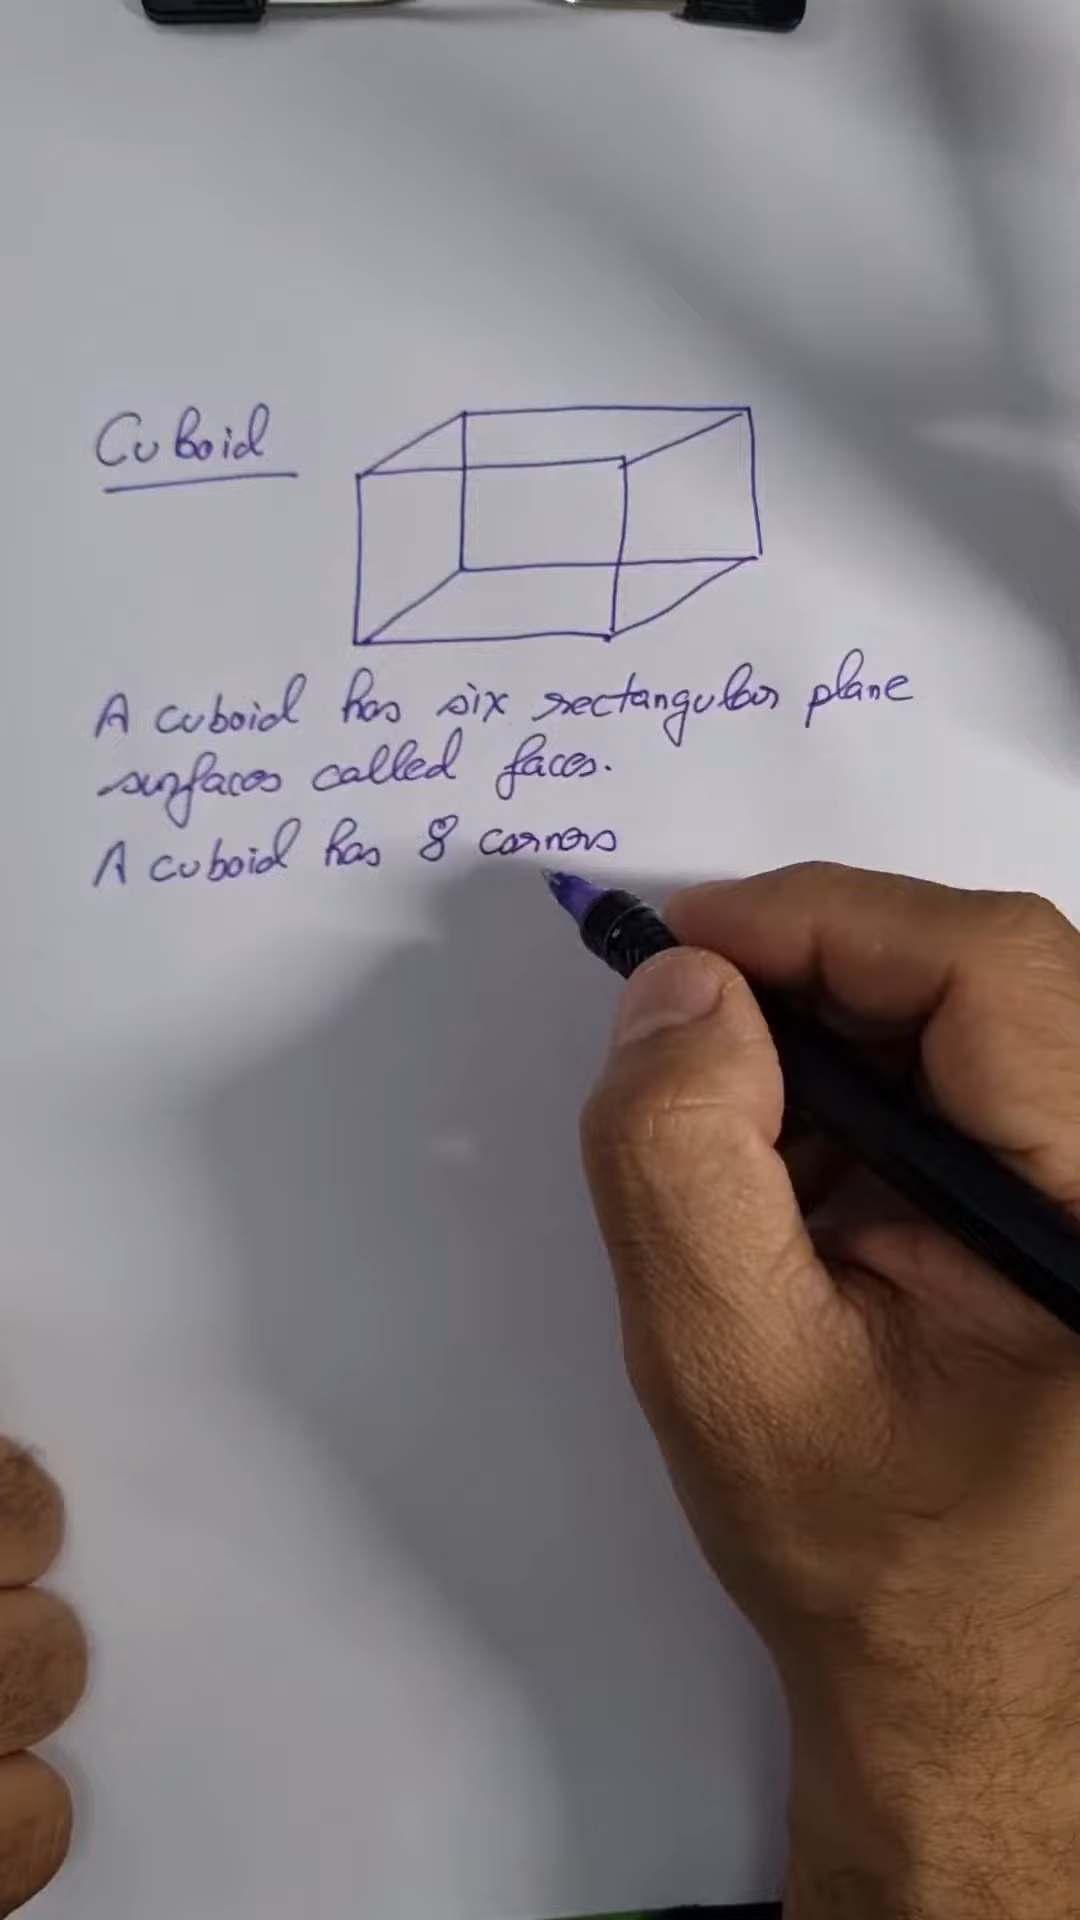 Cuboid
A cuboid has six rectangular plane
surfaces called faces.
A cuboid has 8 corners